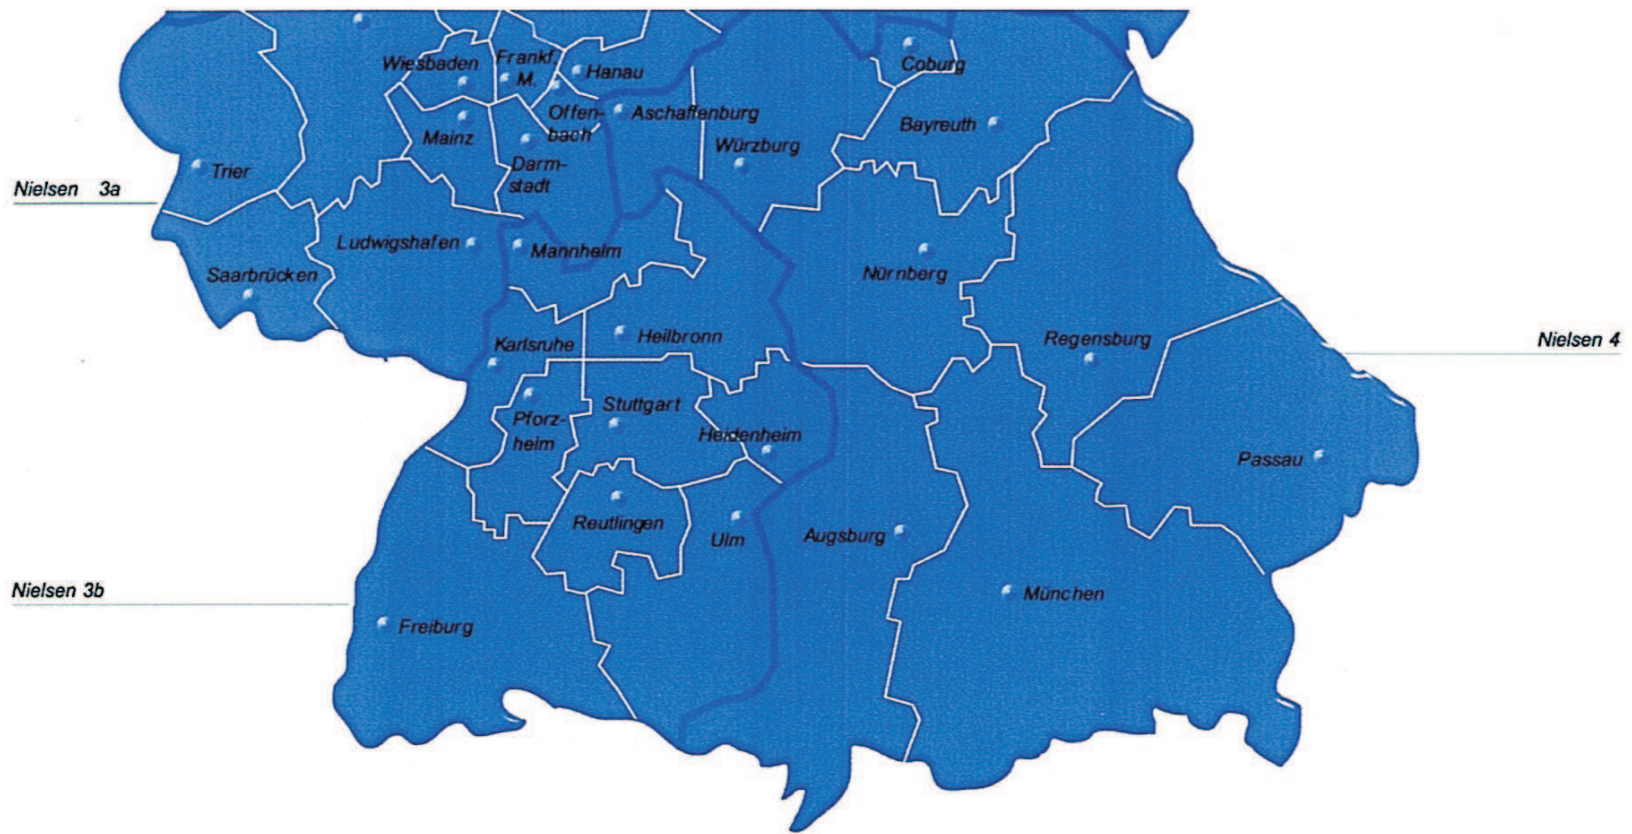 Wiesbaden
Frankf.
M.
Hanau
Coburg
Offen-
bach
Aschaffenburg
Bayreuth
Mainz
Würzburg
Darm-
stadt
Trier
Nielsen 3a
Ludwigshafen
Mannheim
Saarbrücken
Nürnberg
Karlsruhe
Heilbronn
Regensburg
Nielsen 4
Pforz-
heim
Stuttgart
Heidenheim
Passau
Reutlingen
Ulm
Augsburg
Nielsen 3b
München
Freiburg